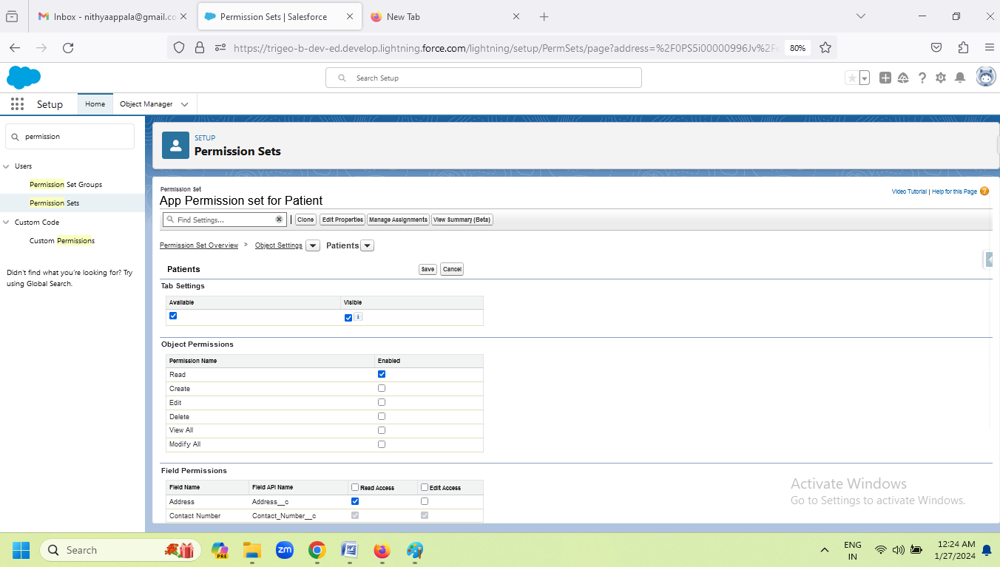 Inbox - nithyaappala@gmail.co
Permission Sets | Salesforce
New Tab
https://trigeo-b-dev-ed.develop.lightning.force.com/lightning/setup/PermSets/page?address=%2F0PS5i00000996Jv%2F
80%
Search Setup
Setup
Home
Object Manager
permission
Users
Permission Set Groups
Permission Sets
Custom Code
Custom Permissions
Didn't find what you're looking for? Try
using Global Search.
SETUP
Permission Sets
Permission Set
App Permission set for Patient
Video Tutorial | Help for this Page
Find Settings...
Clone
Edit Properties
Manage Assignments
View Summary (Beta)
Permission Set Overview > Object Settings Patients
Patients
Save
Cancel
Tab Settings
Available Visible
Object Permissions
Permission Name Enabled
Read
Create
Edit
Delete
View All
Modify All
Field Permissions
Field Name Field API Name Read Access Edit Access
Address Address__c
Contact Number Contact_Number__c
Activate Windows
Go to Settings to activate Windows.
Search
PRE
zm
ENG
IN
12:24 AM
1/27/2024